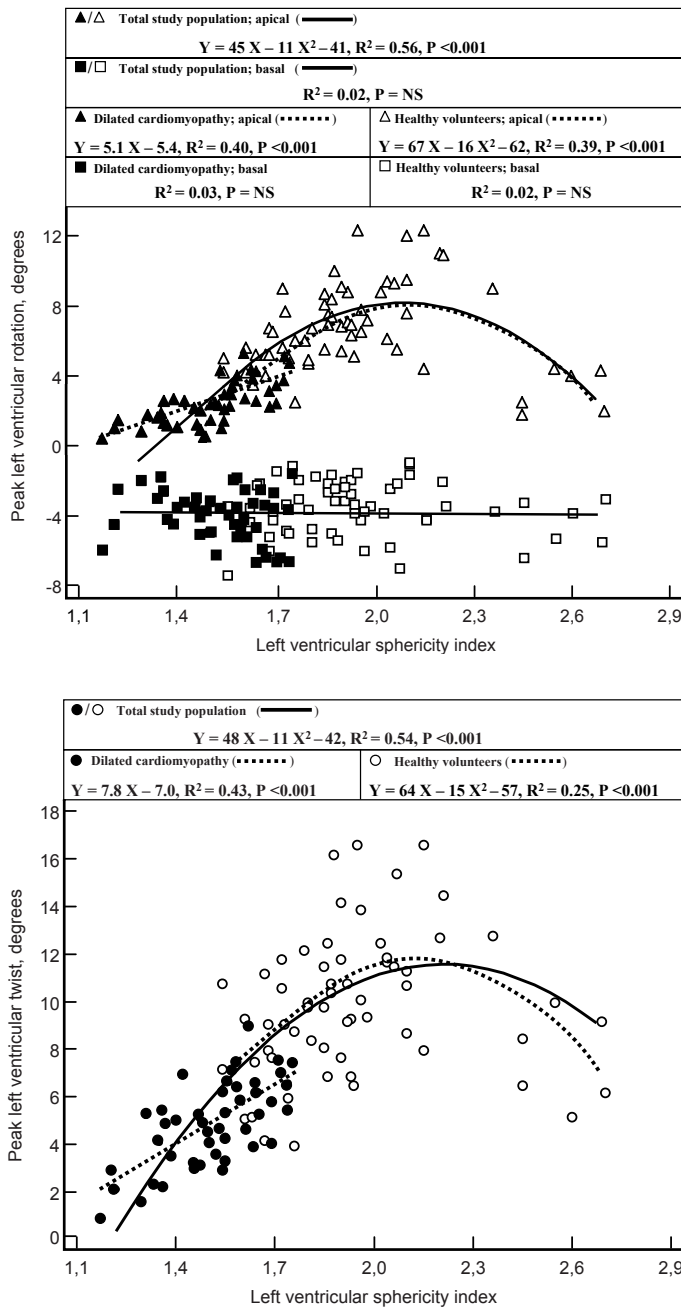 ▲/△ Total study population; apical ( —— )
Y = 45 X – 11 X² – 41, R² = 0.56, P <0.001
■/□ Total study population; basal ( —— )
R² = 0.02, P = NS
▲ Dilated cardiomyopathy; apical ( ········ )
△ Healthy volunteers; apical ( ········ )
Y = 5.1 X – 5.4, R² = 0.40, P <0.001
Y = 67 X – 16 X² – 62, R² = 0.39, P <0.001
■ Dilated cardiomyopathy; basal
□ Healthy volunteers; basal
R² = 0.03, P = NS
R² = 0.02, P = NS
Peak left ventricular rotation, degrees
12
8
4
0
-4
-8
1,1 1,4 1,7 2,0 2,3 2,6 2,9
Left ventricular sphericity index
●/○ Total study population ( —— )
Y = 48 X – 11 X² – 42, R² = 0.54, P <0.001
● Dilated cardiomyopathy ( ········ )
○ Healthy volunteers ( ········ )
Y = 7.8 X – 7.0, R² = 0.43, P <0.001
Y = 64 X – 15 X² – 57, R² = 0.25, P <0.001
Peak left ventricular twist, degrees
18
16
14
12
10
8
6
4
2
0
1,1 1,4 1,7 2,0 2,3 2,6 2,9
Left ventricular sphericity index